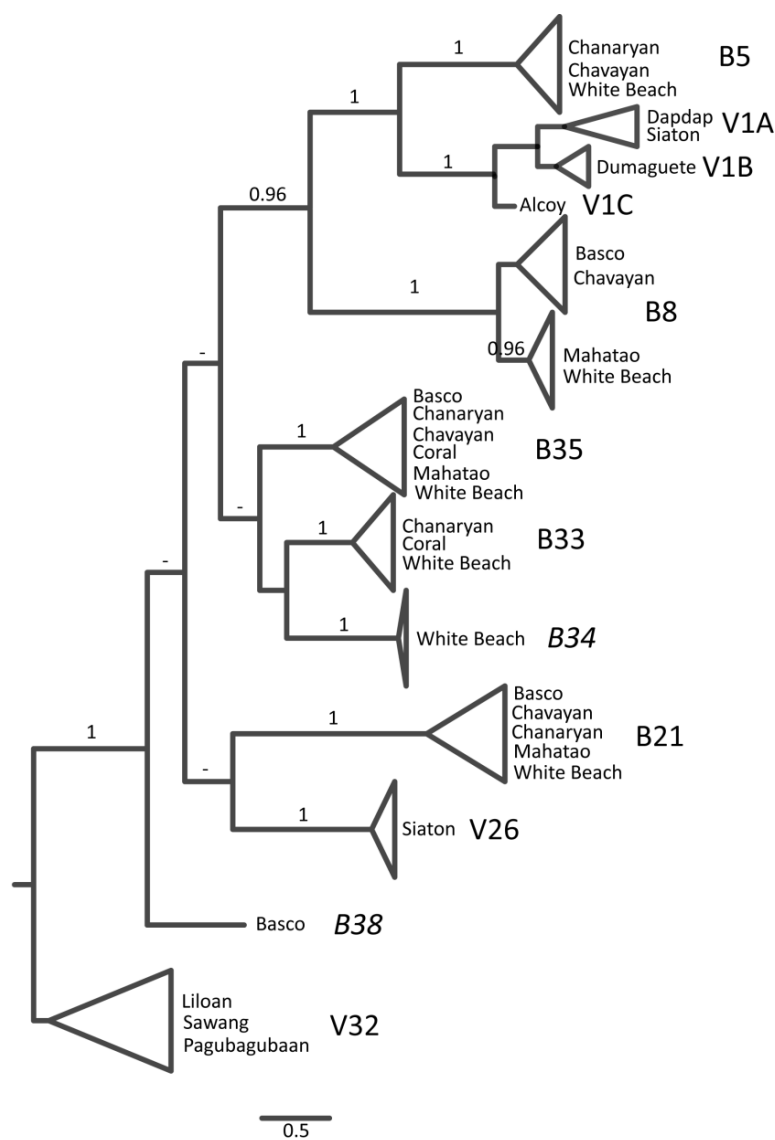 1
Chanaryan
Chavayan
White Beach
B5
1
Dapdap
Siaton
V1A
1
Dumaguete
V1B
Alcoy
V1C
0.96
Basco
Chavayan
1
B8
0.96
Mahatao
White Beach
-
Basco
Chanaryan
Chavayan
Coral
Mahatao
White Beach
1
B35
-
1
Chanaryan
Coral
White Beach
B33
-
1
White Beach
B34
1
Basco
Chavayan
Chanaryan
Mahatao
White Beach
B21
1
-
1
Siaton
V26
Basco
B38
Liloan
Sawang
Pagubagubaan
V32
0.5